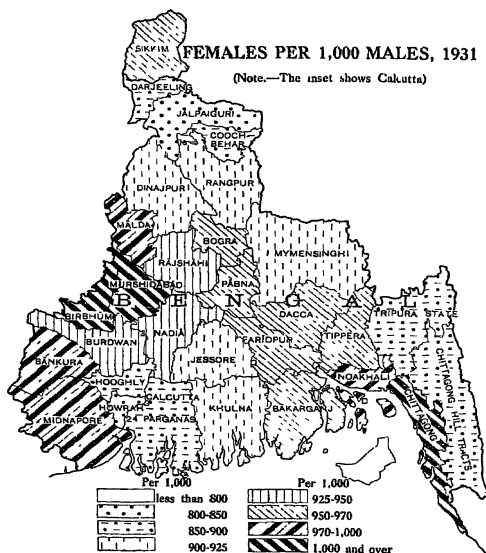 FEMALES PER 1,000 MALES, 1931
(Note.—The inset shows Calcutta)
SIKKIM
DARJEELING
JALPAIGURI
COOCH-
BEHAR
DINAJPUR
RANGPUR
MALDA
BOGRA
MYMENSINGH
RAJSHAHI
MURSHIDABAD
PABNA
BENGAL
DACCA
TRIPURA STATE
BIRBHUM
NADIA
BURDWAN
FARIDPUR
TIPPERA
BANKURA
JESSORE
NOAKHALI
HOOGHLY
CHITTAGONG
CHITTAGONG HILL TRACTS
MIDNAPORE
HOWRAH
CALCUTTA
24 PARGANAS
KHULNA
BAKARGANJ
Per 1,000
less than 800
800-850
850-900
900-925
Per 1,000
925-950
950-970
970-1,000
1,000 and over